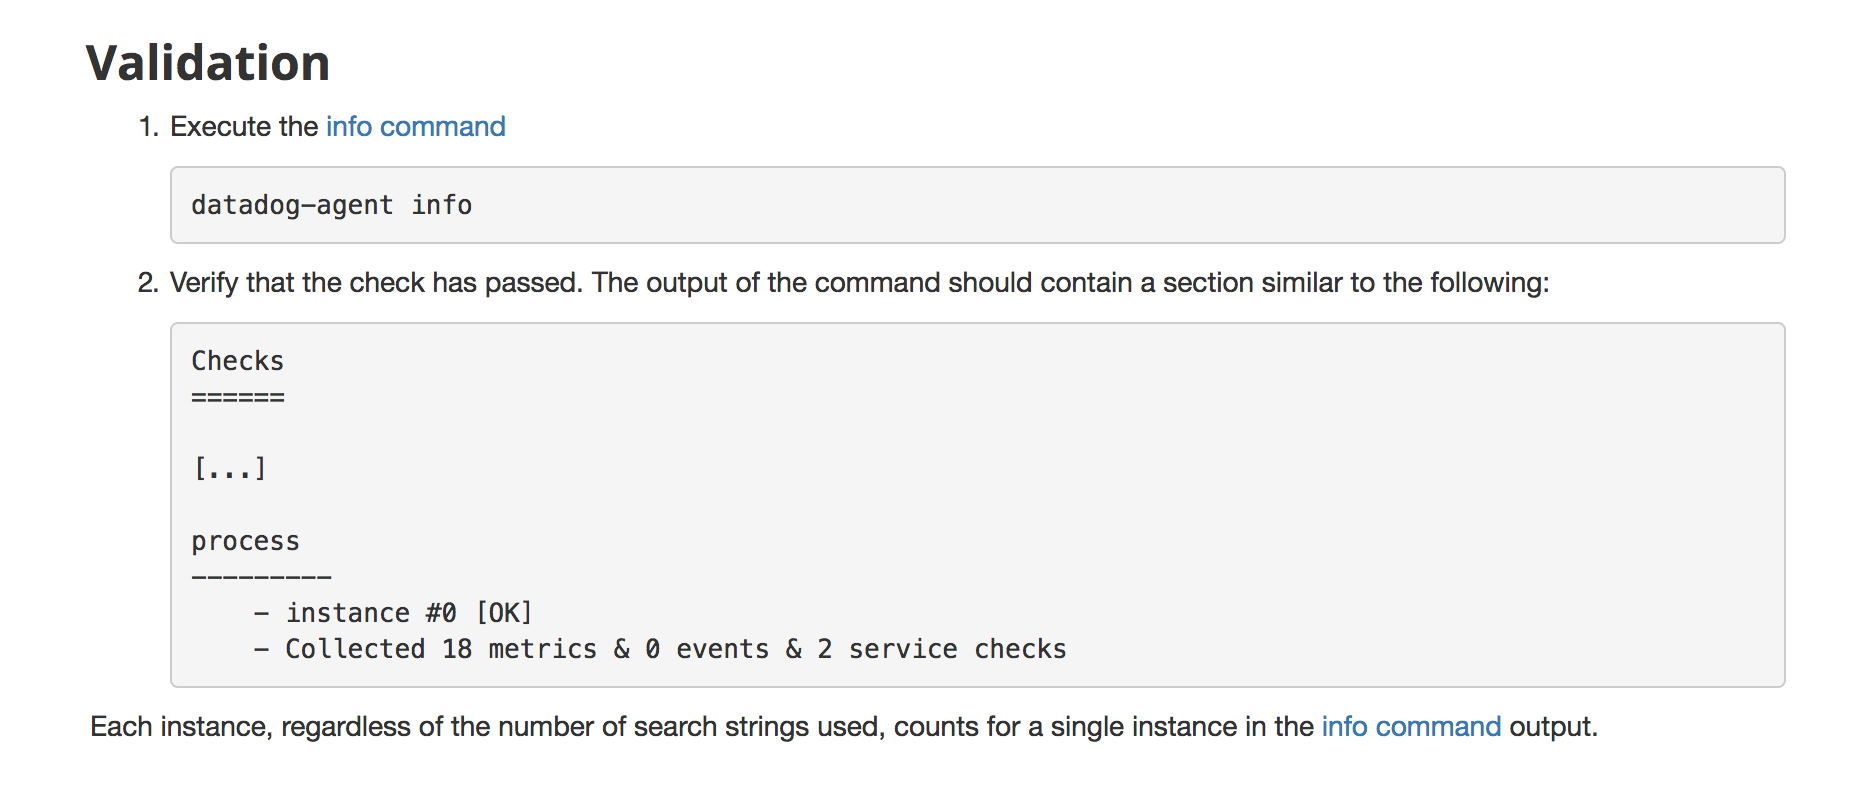 Validation
1. Execute the info command
datadog-agent info
2. Verify that the check has passed. The output of the command should contain a section similar to the following:
Checks
======
[...]
process
---------
- instance #0 [OK]
- Collected 18 metrics & 0 events & 2 service checks
Each instance, regardless of the number of search strings used, counts for a single instance in the info command output.